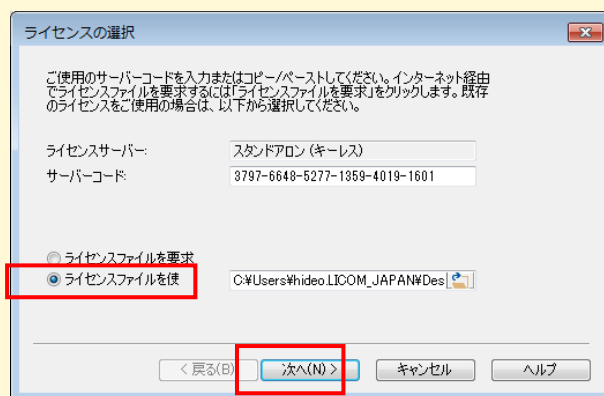 ライセンスの選択
ご使用のサーバーコードを入力またはコピー/ペーストしてください。インターネット経由
でライセンスファイルを要求するには「ライセンスファイルを要求」をクリックします。既存
のライセンスをご使用の場合は、以下から選択してください。
ライセンスサーバー: スタンドアロン (キーレス)
サーバーコード: 3797-6648-5277-1359-4019-1601
ライセンスファイルを要求
ライセンスファイルを使 C:¥Users¥hideo.LICOM_JAPAN¥Des
< 戻る(B) 次へ(N) > キャンセル ヘルプ